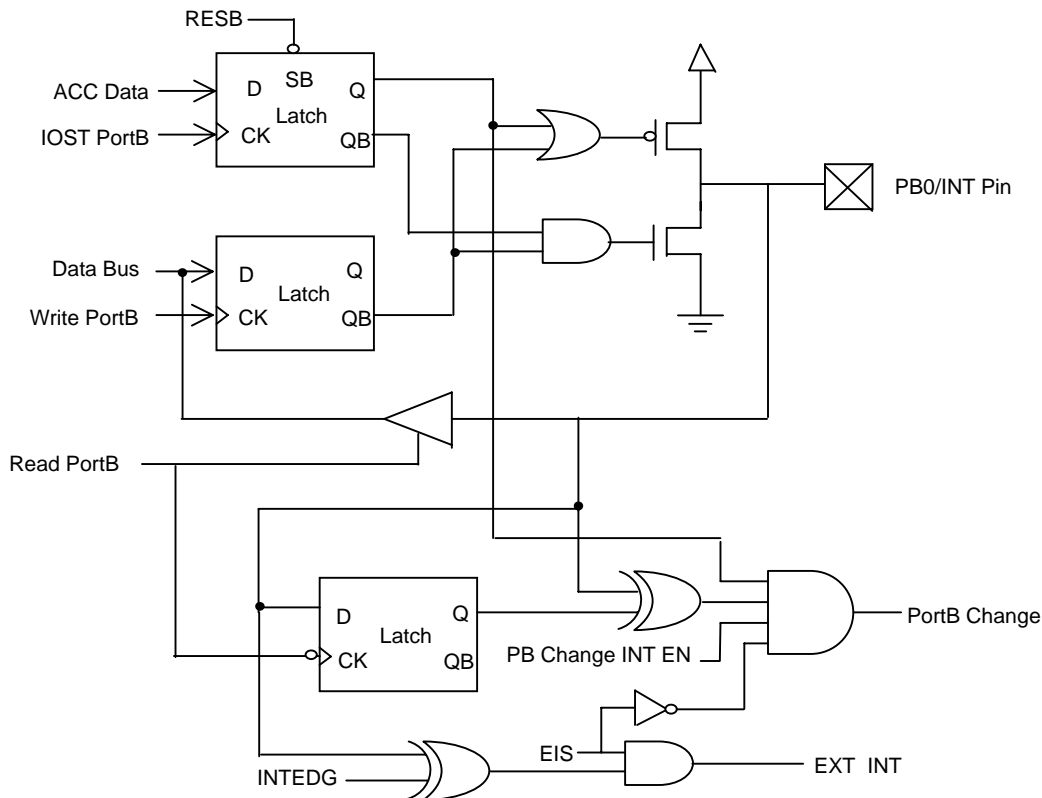 RESB
D SB Q
Latch
CK QB
ACC Data
IOST PortB
PB0/INT Pin
Data Bus
Write PortB
D Q
Latch
CK QB
Read PortB
D Q
Latch
CK QB
PortB Change
PB Change INT EN
EIS
INTEDG
EXT INT